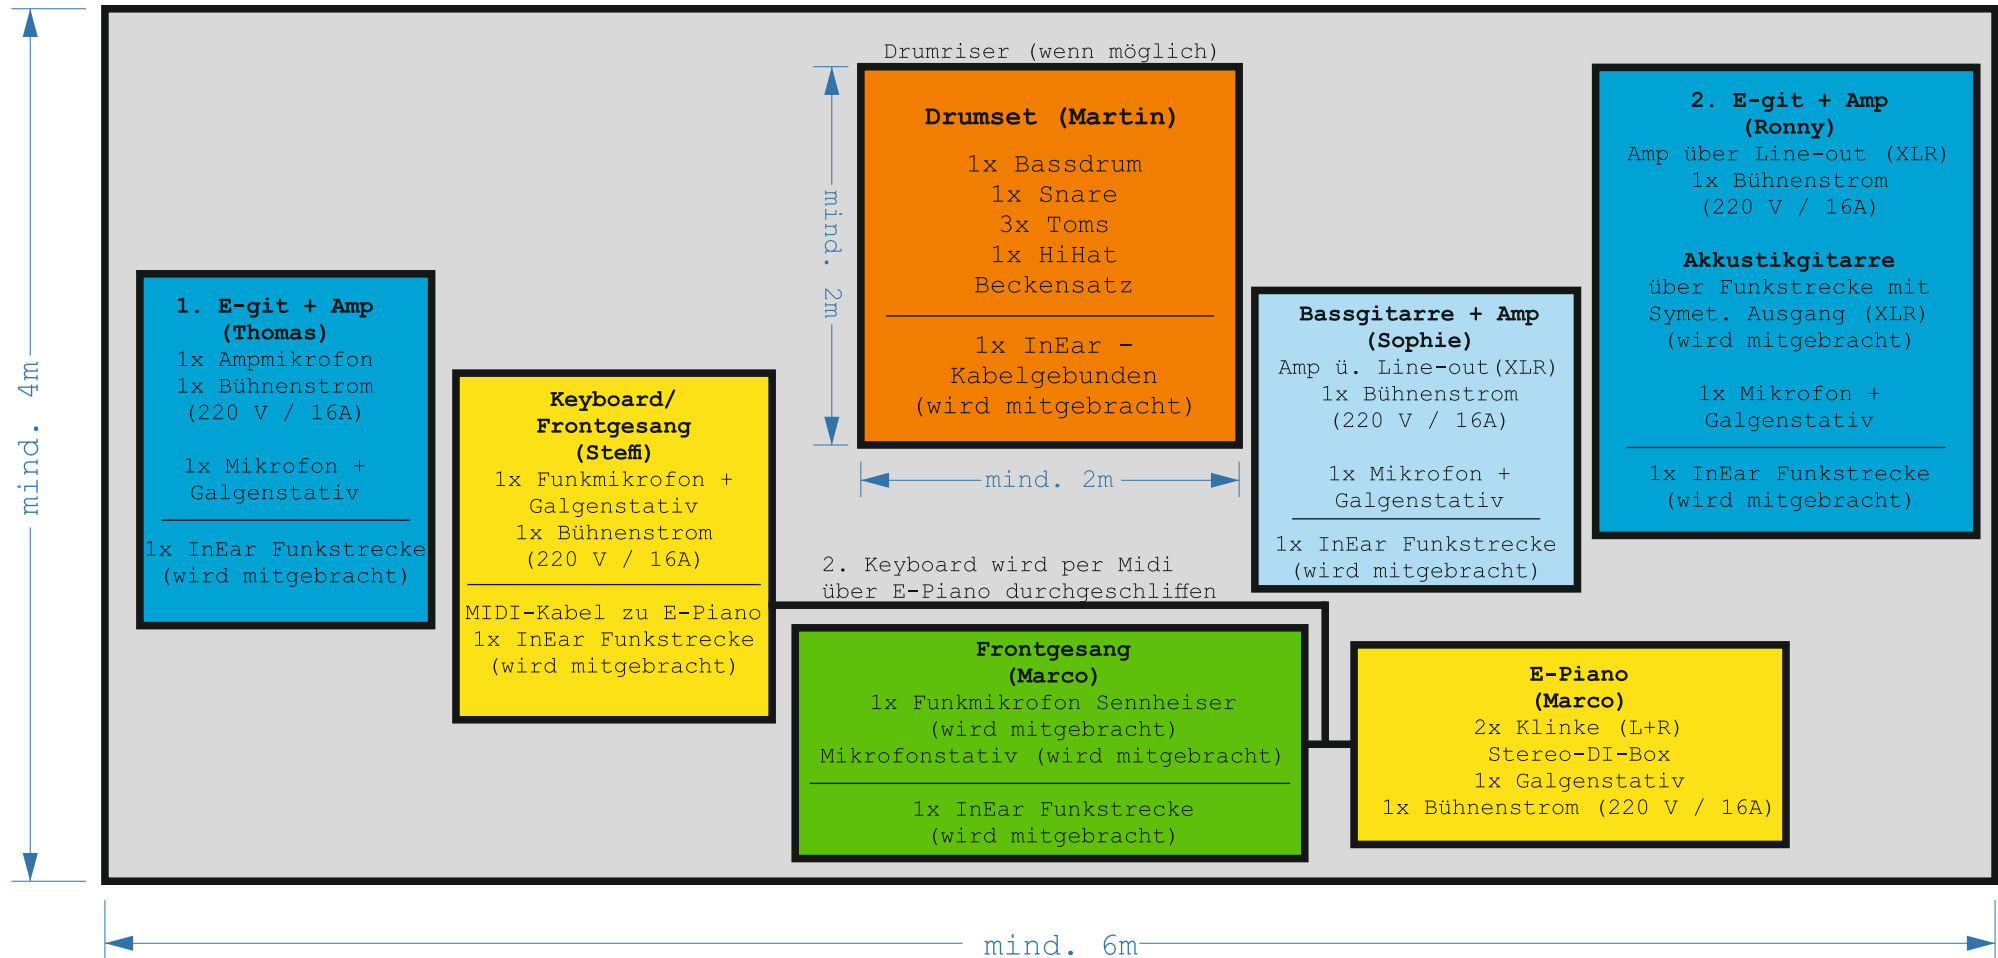 mind. 4m
Drumriser (wenn möglich)
mind. 2m
Drumset (Martin)
1x Bassdrum
1x Snare
3x Toms
1x HiHat
Beckensatz
1x InEar -
Kabelgebunden
(wird mitgebracht)
mind. 2m
2. E-git + Amp
(Ronny)
Amp über Line-out (XLR)
1x Bühnenstrom
(220 V / 16A)
Akkustikgitarre
über Funkstrecke mit
Symet. Ausgang (XLR)
(wird mitgebracht)
1x Mikrofon +
Galgenstativ
1x InEar Funkstrecke
(wird mitgebracht)
1. E-git + Amp
(Thomas)
1x Ampmikrofon
1x Bühnenstrom
(220 V / 16A)
1x Mikrofon +
Galgenstativ
1x InEar Funkstrecke
(wird mitgebracht)
Keyboard/
Frontgesang
(Steffi)
1x Funkmikrofon +
Galgenstativ
1x Bühnenstrom
(220 V / 16A)
MIDI-Kabel zu E-Piano
1x InEar Funkstrecke
(wird mitgebracht)
Bassgitarre + Amp
(Sophie)
Amp ü. Line-out(XLR)
1x Bühnenstrom
(220 V / 16A)
1x Mikrofon +
Galgenstativ
1x InEar Funkstrecke
(wird mitgebracht)
2. Keyboard wird per Midi
über E-Piano durchgeschliffen
Frontgesang
(Marco)
1x Funkmikrofon Sennheiser
(wird mitgebracht)
Mikrofonstativ (wird mitgebracht)
1x InEar Funkstrecke
(wird mitgebracht)
E-Piano
(Marco)
2x Klinke (L+R)
Stereo-DI-Box
1x Galgenstativ
1x Bühnenstrom (220 V / 16A)
mind. 6m